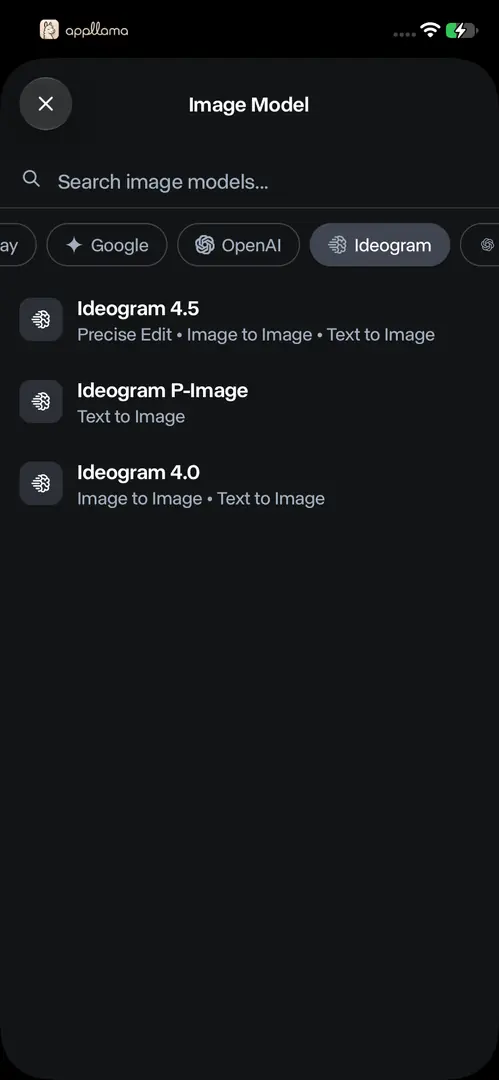 appllama
Image Model
Search image models...
ay
Google
OpenAI
Ideogram
Ideogram 4.5
Precise Edit • Image to Image • Text to Image
Ideogram P-Image
Text to Image
Ideogram 4.0
Image to Image • Text to Image